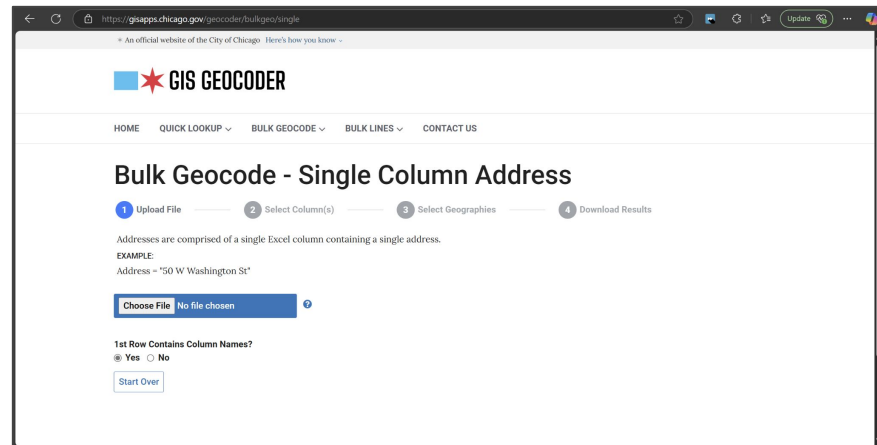 https://gisapps.chicago.gov/geocoder/bulkgeo/single
Update
An official website of the City of Chicago Here's how you know
GIS GEOCODER
HOME QUICK LOOKUP BULK GEOCODE BULK LINES CONTACT US
Bulk Geocode - Single Column Address
1 Upload File 2 Select Column(s) 3 Select Geographies 4 Download Results
Addresses are comprised of a single Excel column containing a single address.
EXAMPLE:
Address = "50 W Washington St"
Choose File No file chosen ?
1st Row Contains Column Names?
Yes No
Start Over